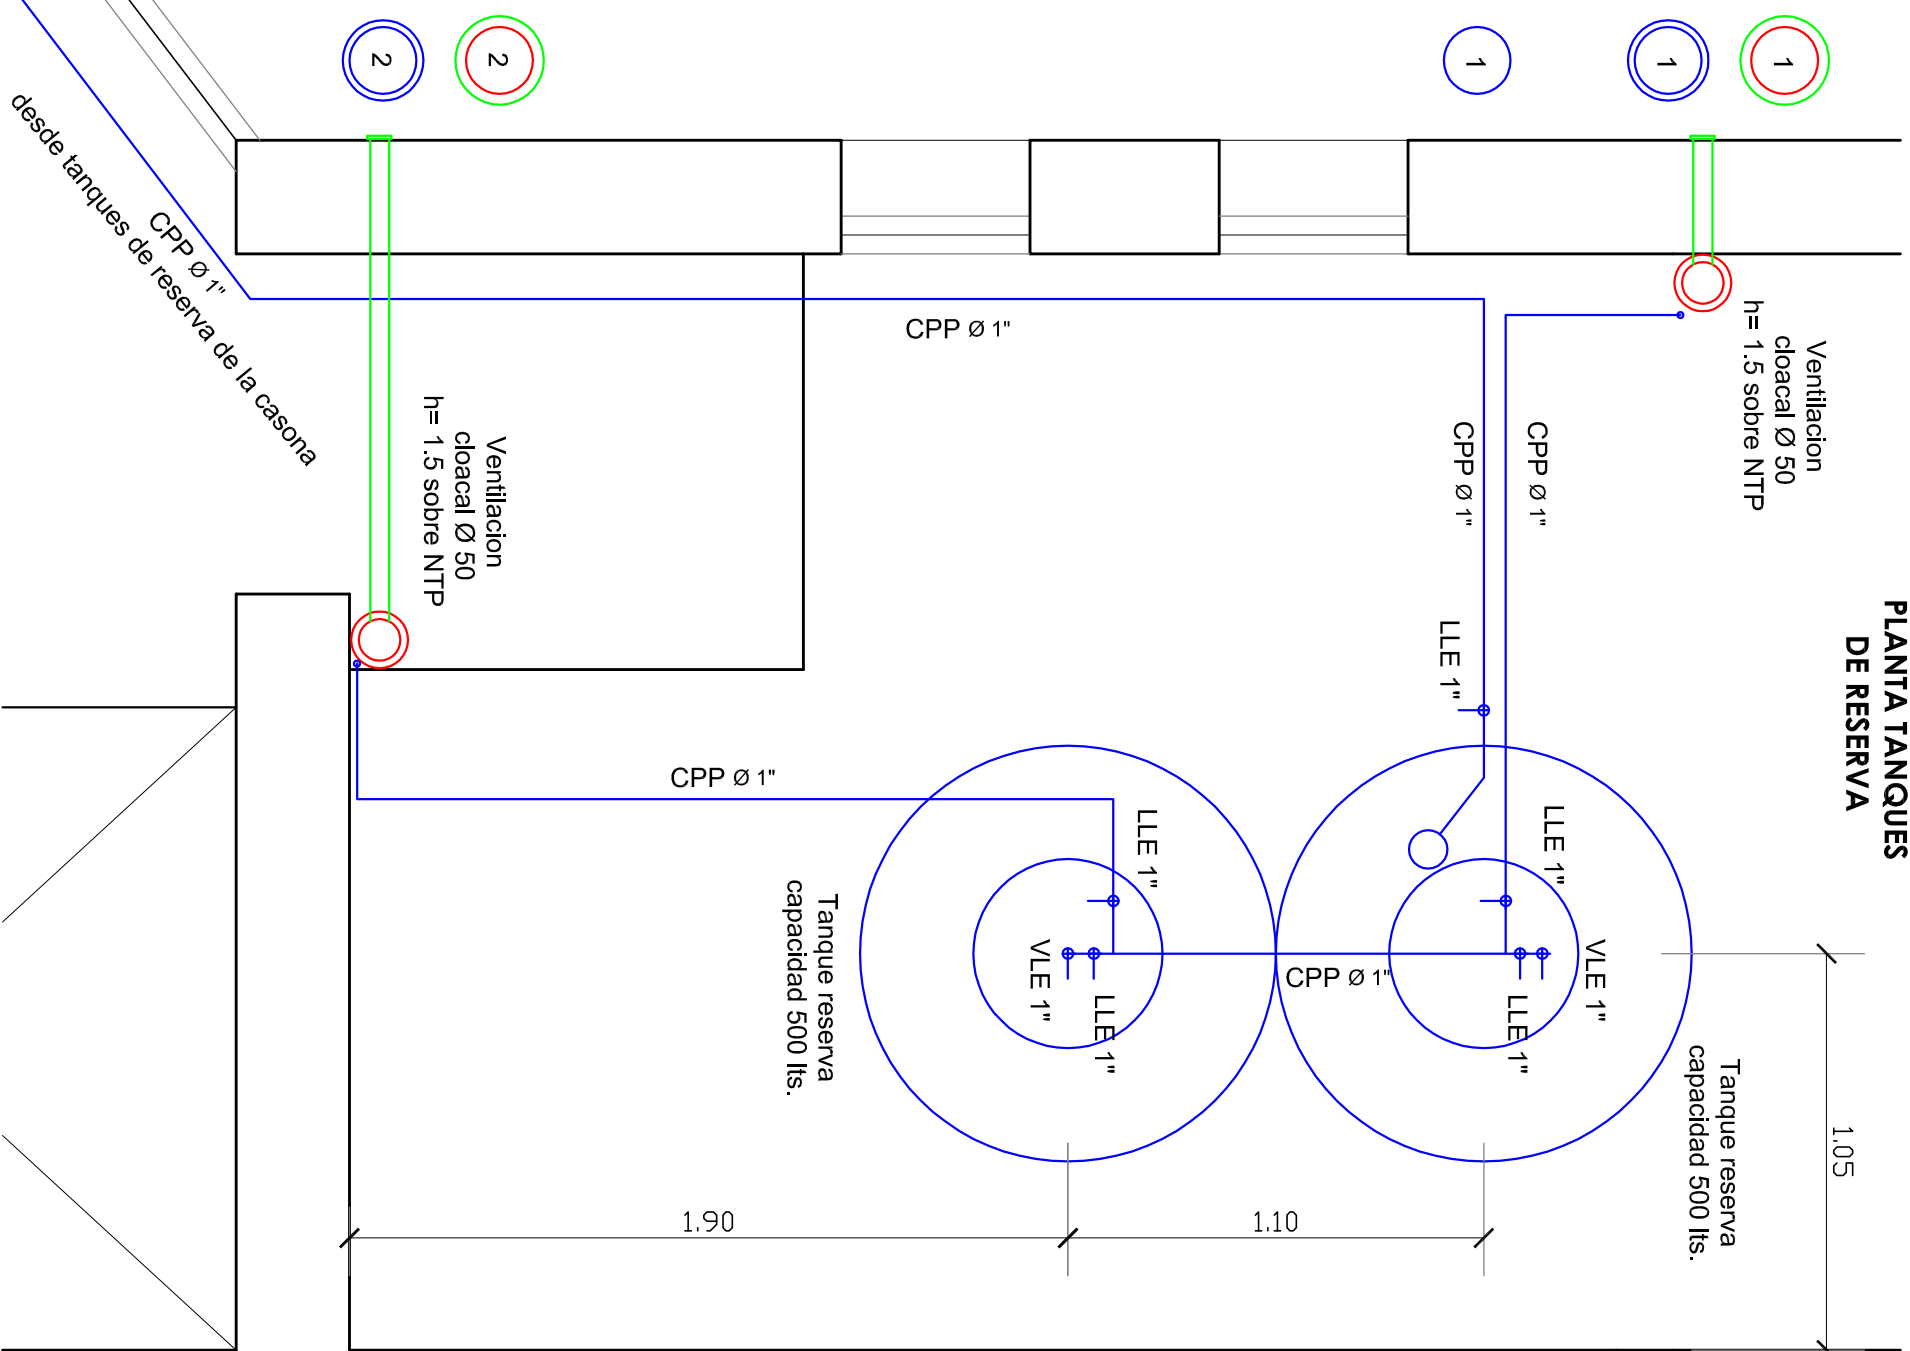 PLANTA TANQUES
DE RESERVA
2
2
1
1
1
desde tanques de reserva de la casona
CPP Ø 1"
CPP Ø 1"
Ventilacion
cloacal Ø 50
h= 1.5 sobre NTP
Ventilacion
cloacal Ø 50
h= 1.5 sobre NTP
CPP Ø 1"
CPP Ø 1"
LLE 1"
CPP Ø 1"
LLE 1"
LLE 1"
VLE 1"
LLE 1"
CPP Ø 1"
VLE 1"
LLE 1"
Tanque reserva
capacidad 500 lts.
Tanque reserva
capacidad 500 lts.
1.05
1.90
1.10